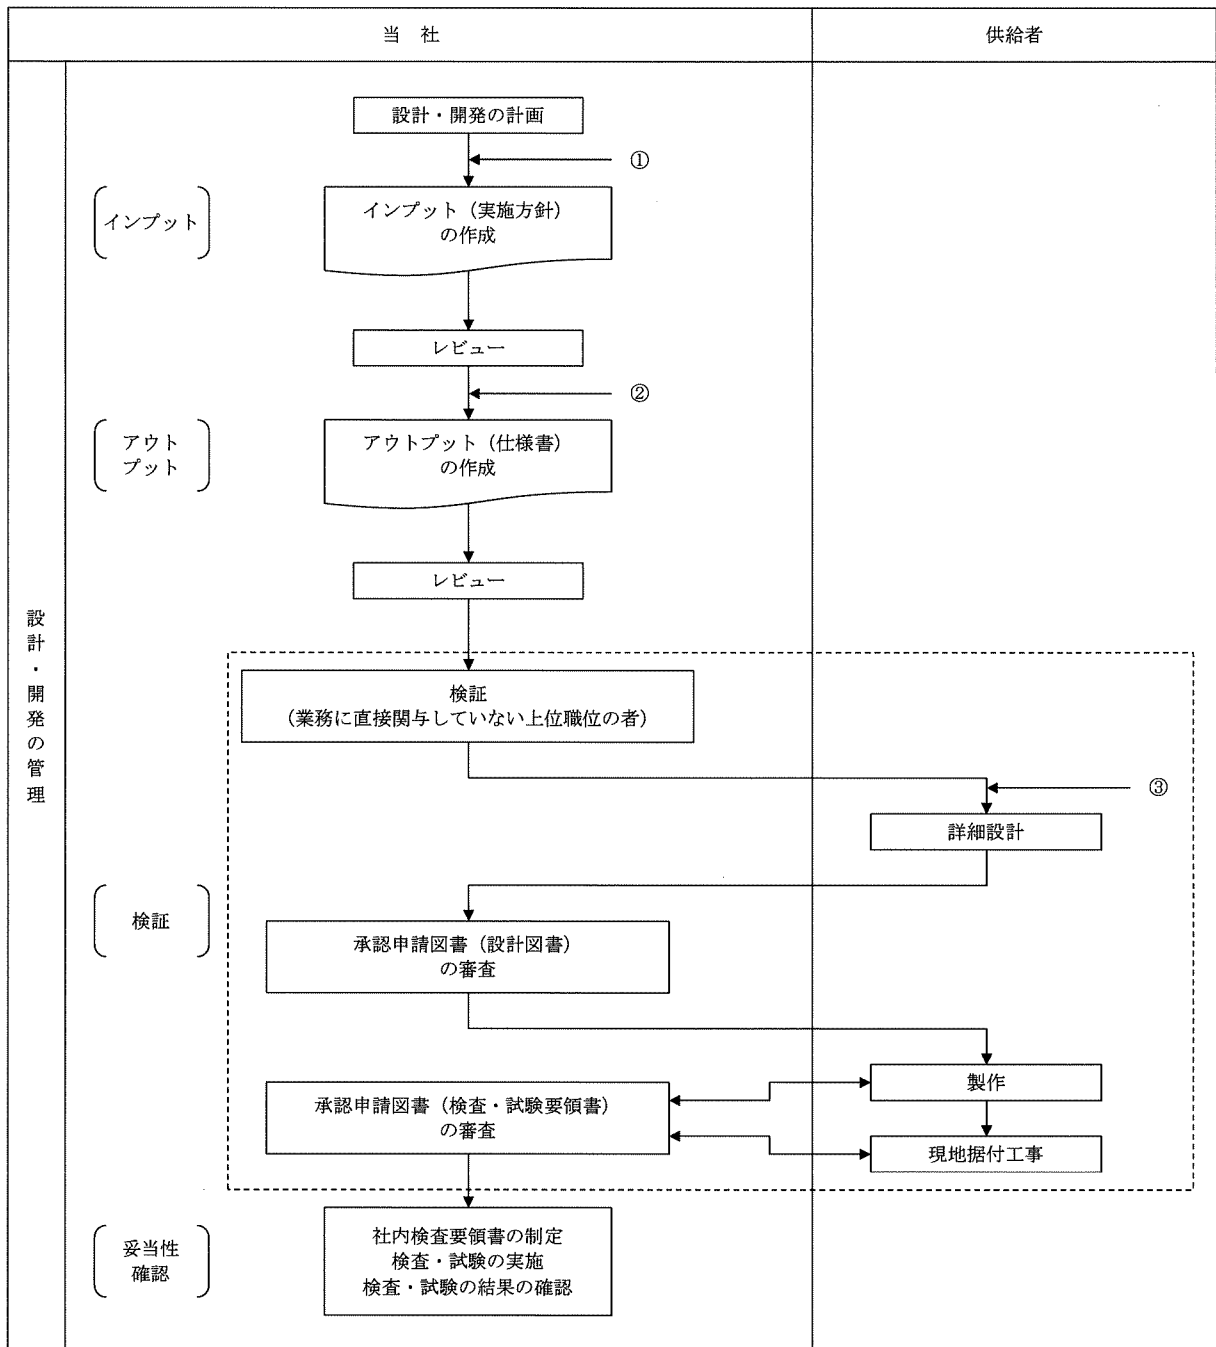 当 社
供給者
設計・開発の計画
①
インプット
インプット（実施方針）
の作成
レビュー
②
アウト
プット
アウトプット（仕様書）
の作成
レビュー
設計・開発の管理
検証
（業務に直接関与していない上位職位の者）
③
詳細設計
検証
承認申請図書（設計図書）
の審査
製作
承認申請図書（検査・試験要領書）
の審査
現地据付工事
妥当性
確認
社内検査要領書の制定
検査・試験の実施
検査・試験の結果の確認